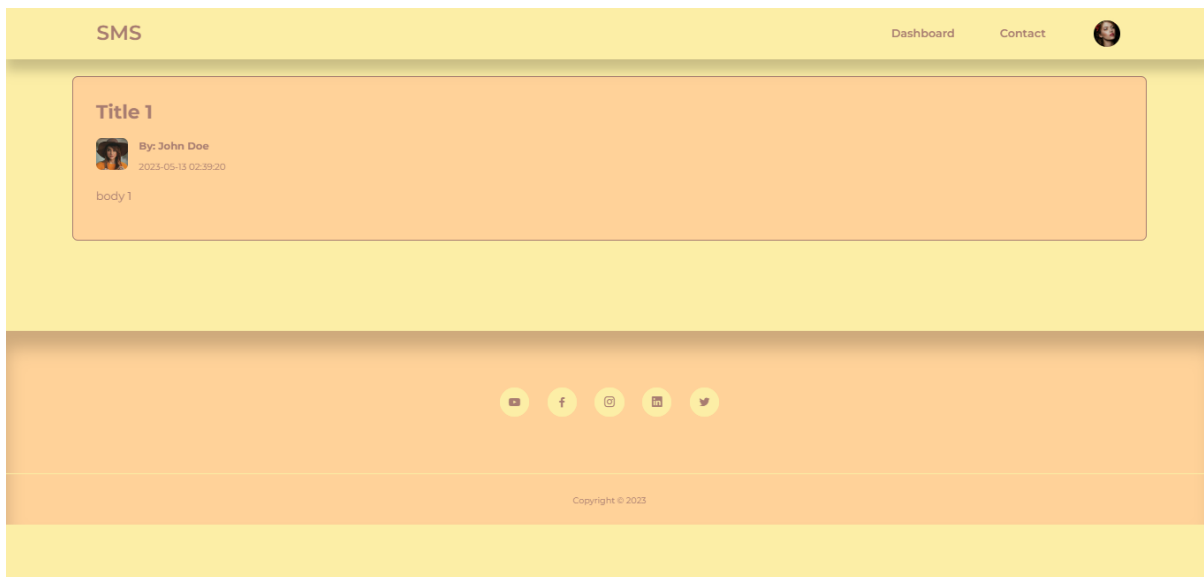 SMS
Dashboard
Contact
Title 1
By: John Doe
2023-05-13 02:39:20
body 1
Copyright © 2023